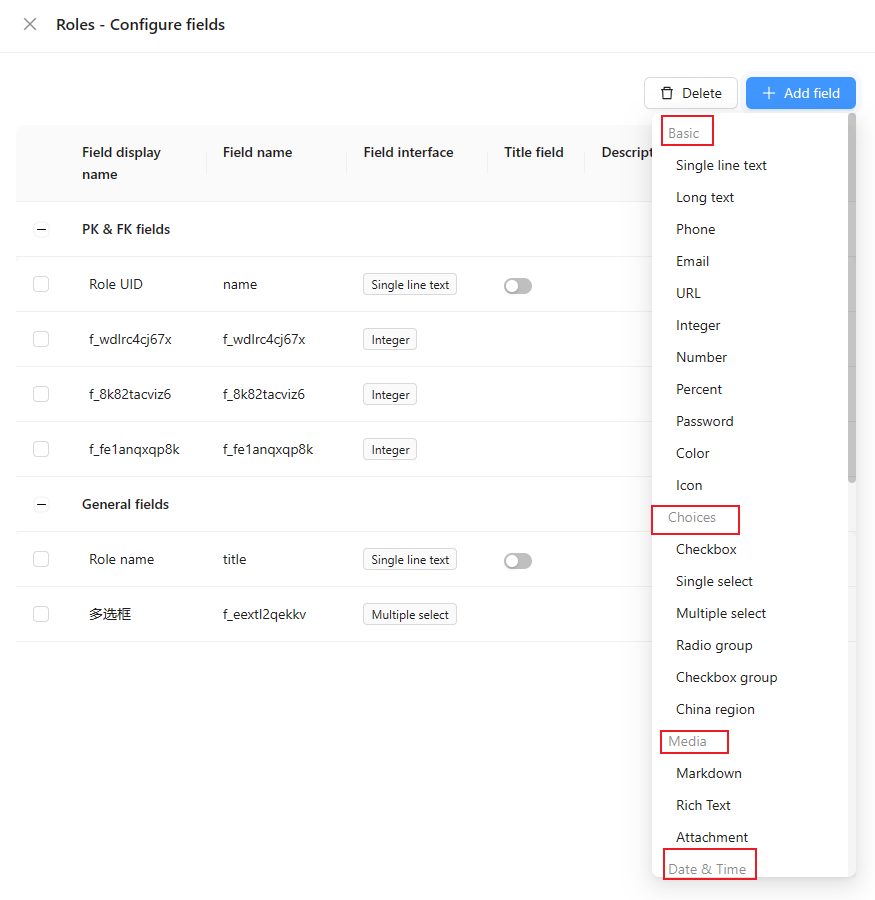 Roles - Configure fields
Delete
Add field
Field display name
Field name
Field interface
Title field
Descript
PK & FK fields
Role UID
name
Single line text
f_wdlrc4cj67x
f_wdlrc4cj67x
Integer
f_8k82tacviz6
f_8k82tacviz6
Integer
f_fe1anqxqp8k
f_fe1anqxqp8k
Integer
General fields
Role name
title
Single line text
多选框
f_eextl2qekkv
Multiple select
Basic
Single line text
Long text
Phone
Email
URL
Integer
Number
Percent
Password
Color
Icon
Choices
Checkbox
Single select
Multiple select
Radio group
Checkbox group
China region
Media
Markdown
Rich Text
Attachment
Date & Time